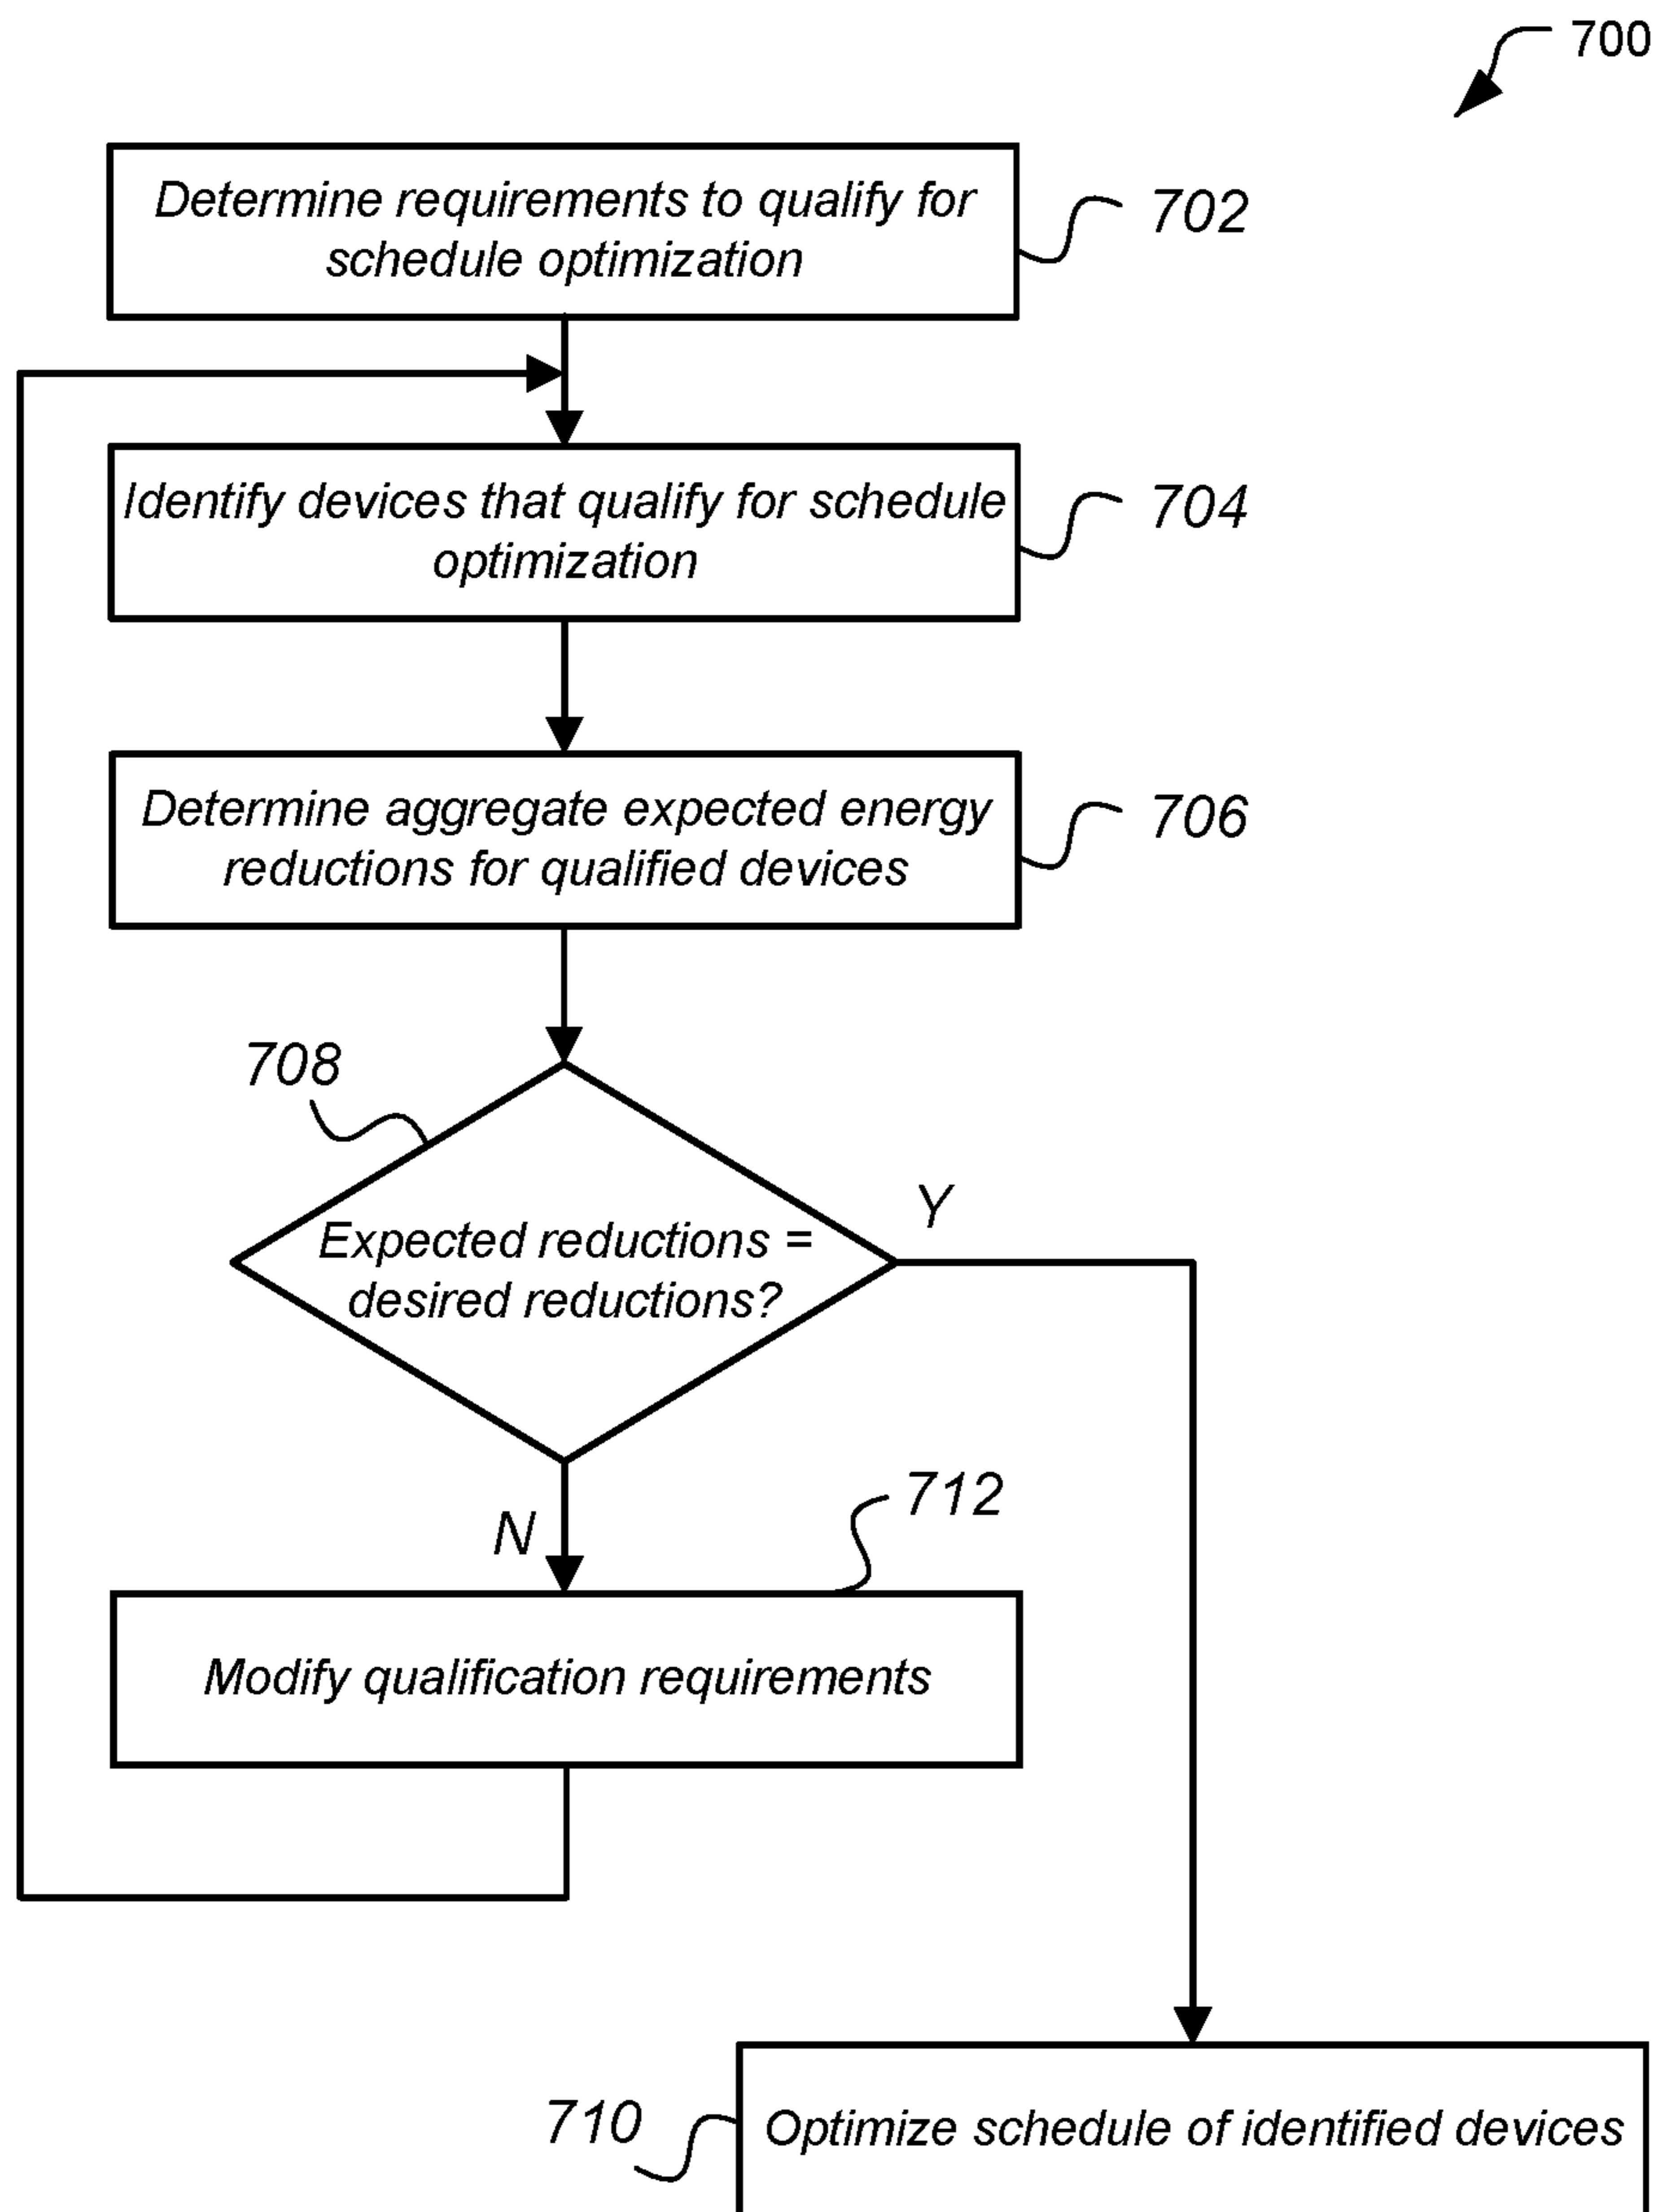 700
Determine requirements to qualify for
schedule optimization
702
Identify devices that qualify for schedule
optimization
704
Determine aggregate expected energy
reductions for qualified devices
706
708
Expected reductions =
desired reductions?
Y
N
712
Modify qualification requirements
710
Optimize schedule of identified devices